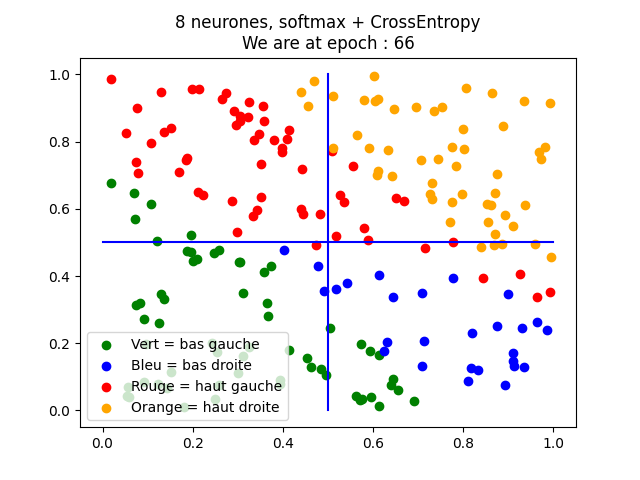 8 neurones, softmax + CrossEntropy
We are at epoch : 66
1.0
0.8
0.6
0.4
0.2
0.0
Vert = bas gauche
Bleu = bas droite
Rouge = haut gauche
Orange = haut droite
0.0 0.2 0.4 0.6 0.8 1.0